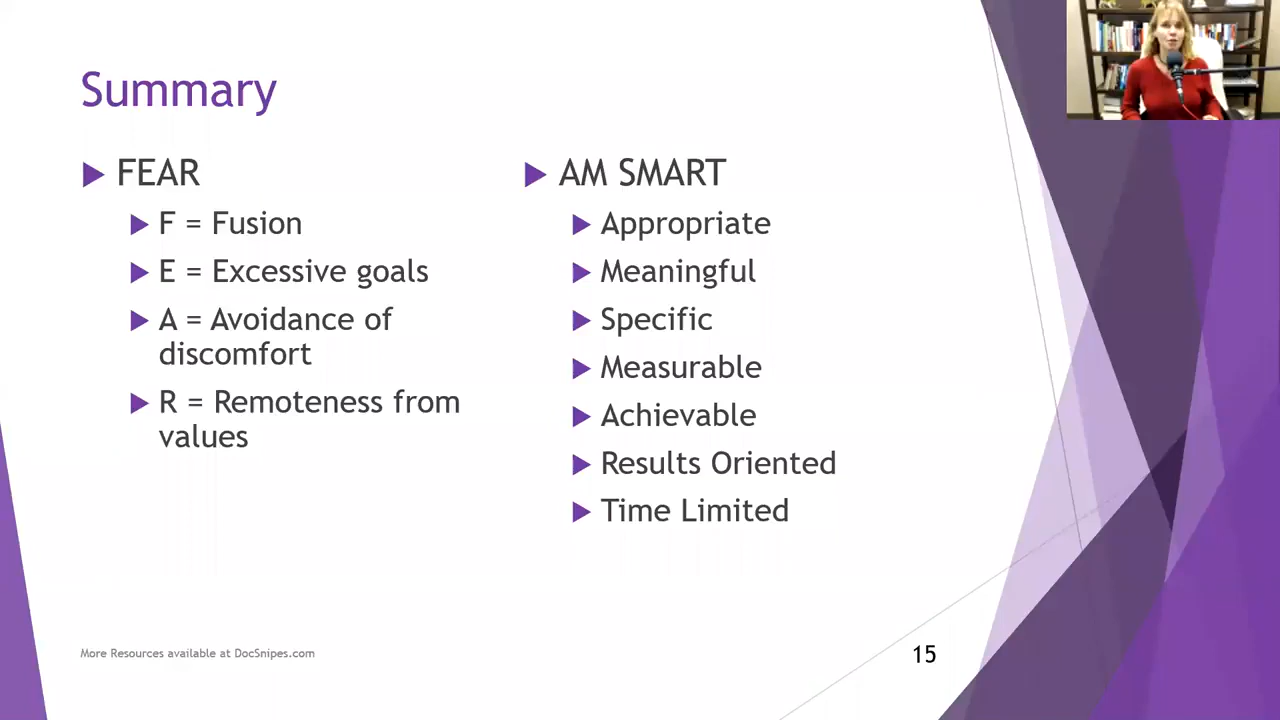 Summary
FEAR
F = Fusion
E = Excessive goals
A = Avoidance of
discomfort
R = Remoteness from
values
AM SMART
Appropriate
Meaningful
Specific
Measurable
Achievable
Results Oriented
Time Limited
More Resources available at DocSnipes.com
15